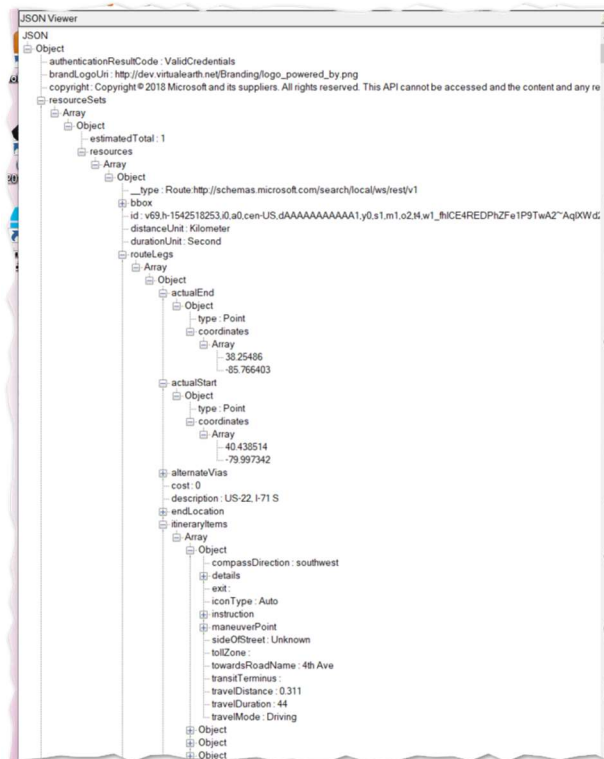 JSON Viewer
JSON
Object
authenticationResultCode : ValidCredentials
brandLogoUri : http://dev.virtualearth.net/Branding/logo_powered_by.png
copyright : Copyright © 2018 Microsoft and its suppliers. All rights reserved. This API cannot be accessed and the content and any re
resourceSets
Array
Object
estimatedTotal : 1
resources
Array
Object
__type : Route:http://schemas.microsoft.com/search/local/ws/rest/v1
bbox
id : v69,h-1542518253,i0,a0,cen-US,dAAAAAAAAAAA1,y0,s1,m1,o2,t4,w1_fhICE4REDPhZFe1P9TwA2~
distanceUnit : Kilometer
durationUnit : Second
routeLegs
Array
Object
actualEnd
Object
type : Point
coordinates
Array
38.25486
-85.766403
actualStart
Object
type : Point
coordinates
Array
40.438514
-79.997342
alternateVias
cost : 0
description : US-22, I-71 S
endLocation
itineraryItems
Array
Object
compassDirection : southwest
details
exit :
iconType : Auto
instruction
maneuverPoint
sideOfStreet : Unknown
tollZone :
towardsRoadName : 4th Ave
transitTerminus :
travelDistance : 0.311
travelDuration : 44
travelMode : Driving
Object
Object
Object